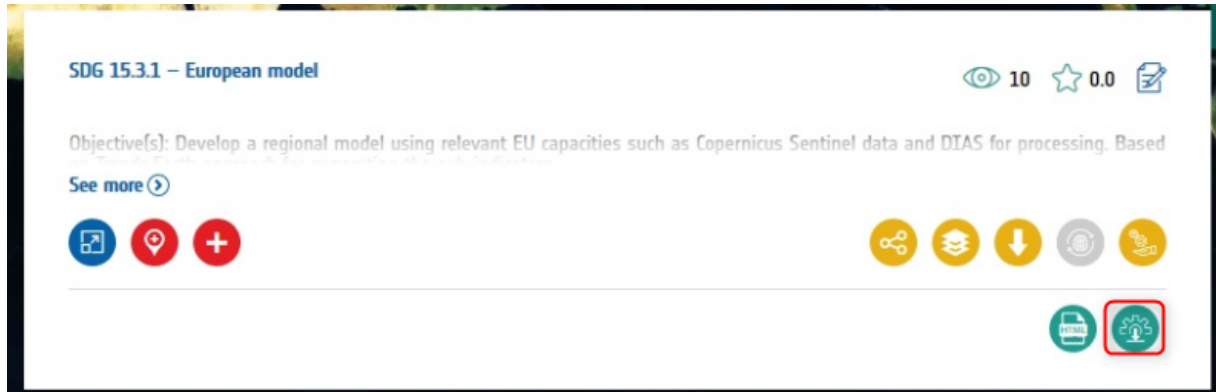 SDG 15.3.1 – European model
10 0.0
Objective(s): Develop a regional model using relevant EU capacities such as Copernicus Sentinel data and DIAS for processing. Based
See more
HTML